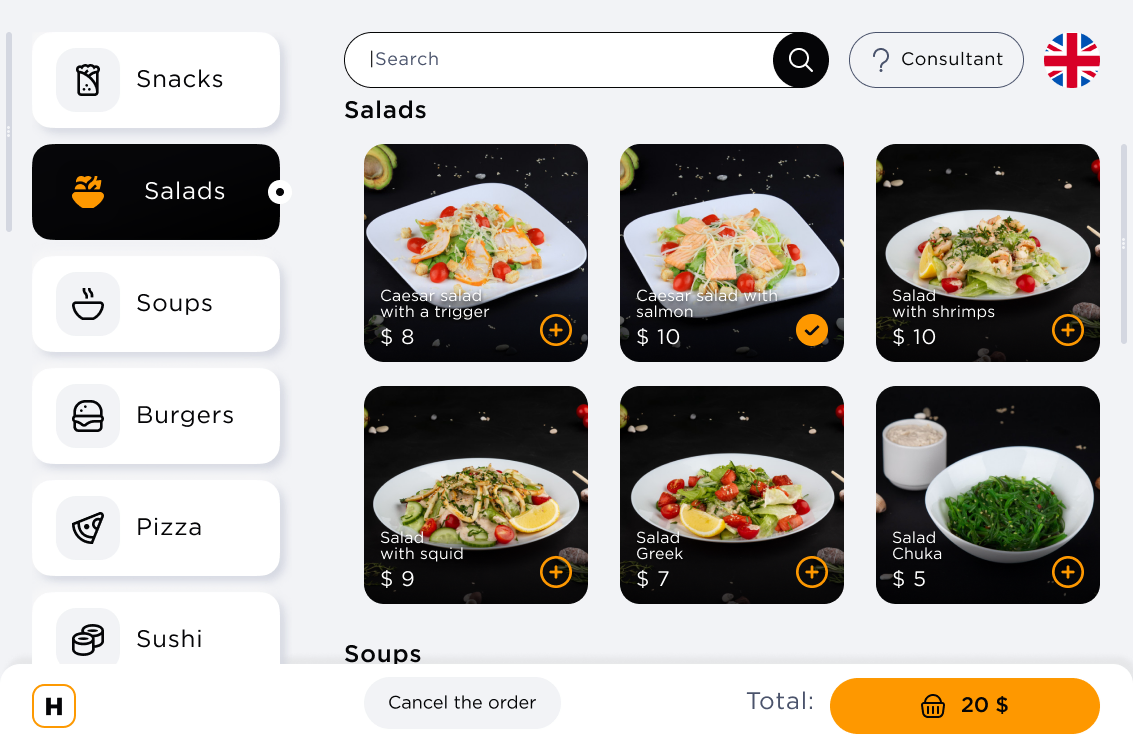 Snacks
Salads
Soups
Burgers
Pizza
Sushi
Search
? Consultant
Salads
Caesar salad
with a trigger
$ 8
Caesar salad with
salmon
$ 10
Salad
with shrimps
$ 10
Salad
with squid
$ 9
Salad
Greek
$ 7
Salad
Chuka
$ 5
Soups
H
Cancel the order
Total:
20 $